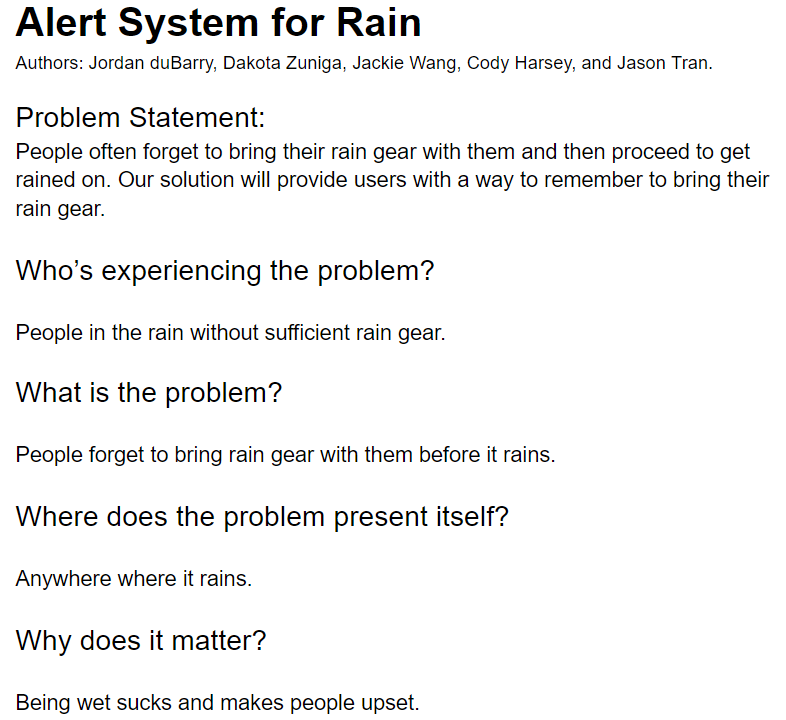 Alert System for Rain
Authors: Jordan duBarry, Dakota Zuniga, Jackie Wang, Cody Harsey, and Jason Tran.
Problem Statement:
People often forget to bring their rain gear with them and then proceed to get
rained on. Our solution will provide users with a way to remember to bring their
rain gear.
Who’s experiencing the problem?
People in the rain without sufficient rain gear.
What is the problem?
People forget to bring rain gear with them before it rains.
Where does the problem present itself?
Anywhere where it rains.
Why does it matter?
Being wet sucks and makes people upset.